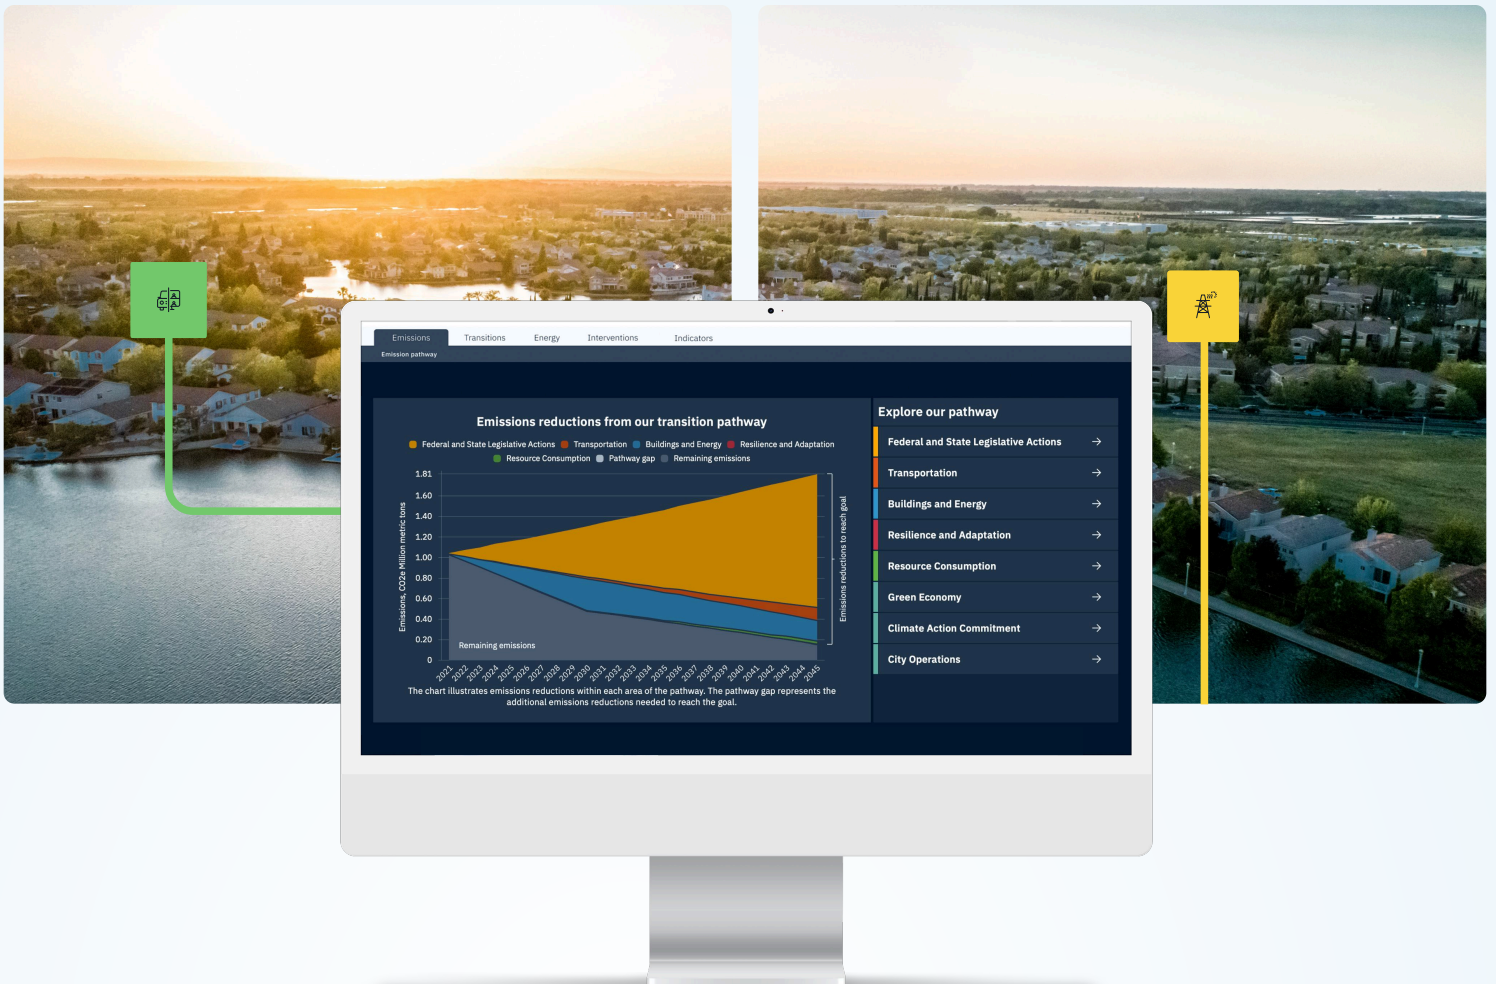 Emissions
Transitions
Energy
Interventions
Indicators
Emission pathway
Emissions reductions from our transition pathway
Federal and State Legislative Actions
Transportation
Buildings and Energy
Resilience and Adaptation
Resource Consumption
Pathway gap
Remaining emissions
Emissions, CO2e Million metric tons
1.81
1.60
1.40
1.20
1.00
0.80
0.60
0.40
0.20
0
Remaining emissions
Emissions reductions to reach goal
2021
2022
2023
2024
2025
2026
2027
2028
2029
2030
2031
2032
2033
2034
2035
2036
2037
2038
2039
2040
2041
2042
2043
2044
2045
The chart illustrates emissions reductions within each area of the pathway. The pathway gap represents the
additional emissions reductions needed to reach the goal.
Explore our pathway
Federal and State Legislative Actions
Transportation
Buildings and Energy
Resilience and Adaptation
Resource Consumption
Green Economy
Climate Action Commitment
City Operations